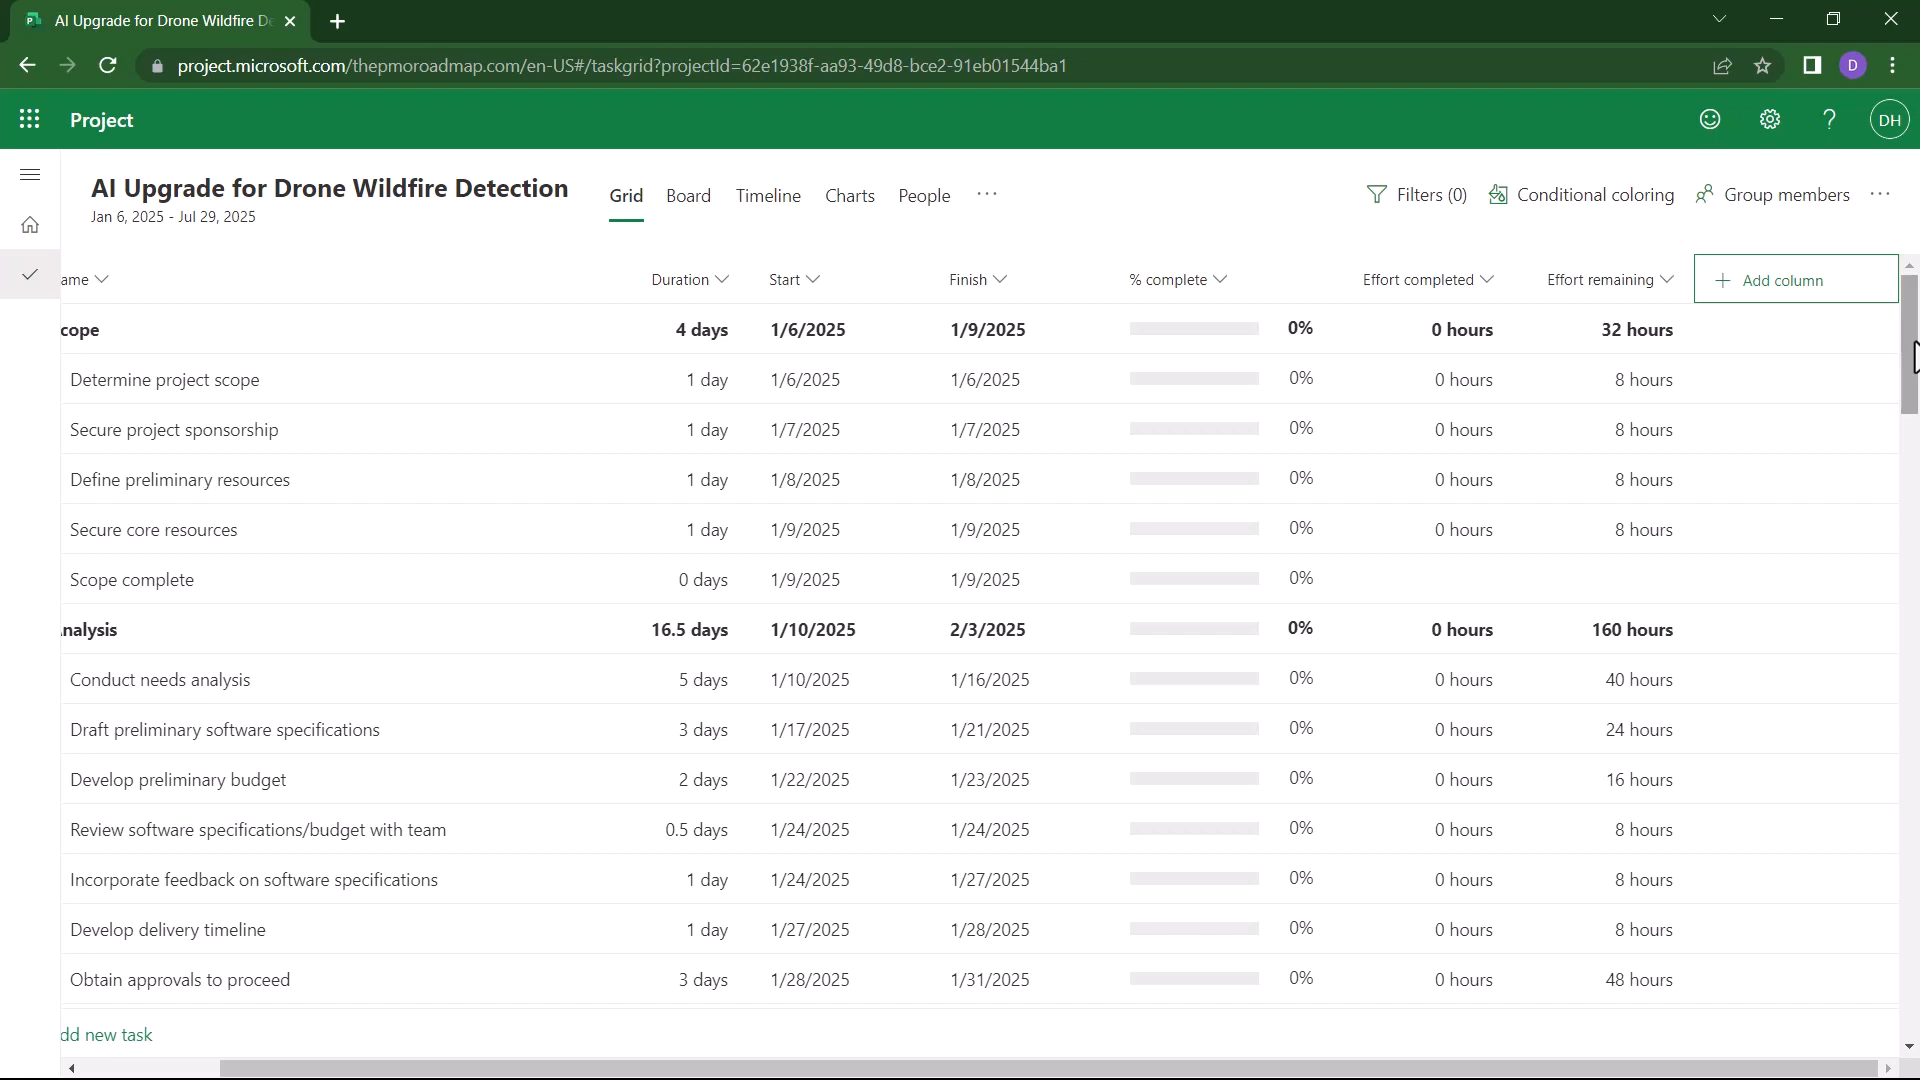 AI Upgrade for Drone Wildfire De
project.microsoft.com/thepmoroadmap.com/en-US#/taskgrid?projectId=62e1938f-aa93-49d8-bce2-91eb01544ba1
D
Project
DH
AI Upgrade for Drone Wildfire Detection
Jan 6, 2025 - Jul 29, 2025
Grid Board Timeline Charts People
Filters (0) Conditional coloring Group members
ame Duration Start Finish % complete Effort completed Effort remaining Add column
cope 4 days 1/6/2025 1/9/2025 0% 0 hours 32 hours
Determine project scope 1 day 1/6/2025 1/6/2025 0% 0 hours 8 hours
Secure project sponsorship 1 day 1/7/2025 1/7/2025 0% 0 hours 8 hours
Define preliminary resources 1 day 1/8/2025 1/8/2025 0% 0 hours 8 hours
Secure core resources 1 day 1/9/2025 1/9/2025 0% 0 hours 8 hours
Scope complete 0 days 1/9/2025 1/9/2025 0%
nalysis 16.5 days 1/10/2025 2/3/2025 0% 0 hours 160 hours
Conduct needs analysis 5 days 1/10/2025 1/16/2025 0% 0 hours 40 hours
Draft preliminary software specifications 3 days 1/17/2025 1/21/2025 0% 0 hours 24 hours
Develop preliminary budget 2 days 1/22/2025 1/23/2025 0% 0 hours 16 hours
Review software specifications/budget with team 0.5 days 1/24/2025 1/24/2025 0% 0 hours 8 hours
Incorporate feedback on software specifications 1 day 1/24/2025 1/27/2025 0% 0 hours 8 hours
Develop delivery timeline 1 day 1/27/2025 1/28/2025 0% 0 hours 8 hours
Obtain approvals to proceed 3 days 1/28/2025 1/31/2025 0% 0 hours 48 hours
dd new task